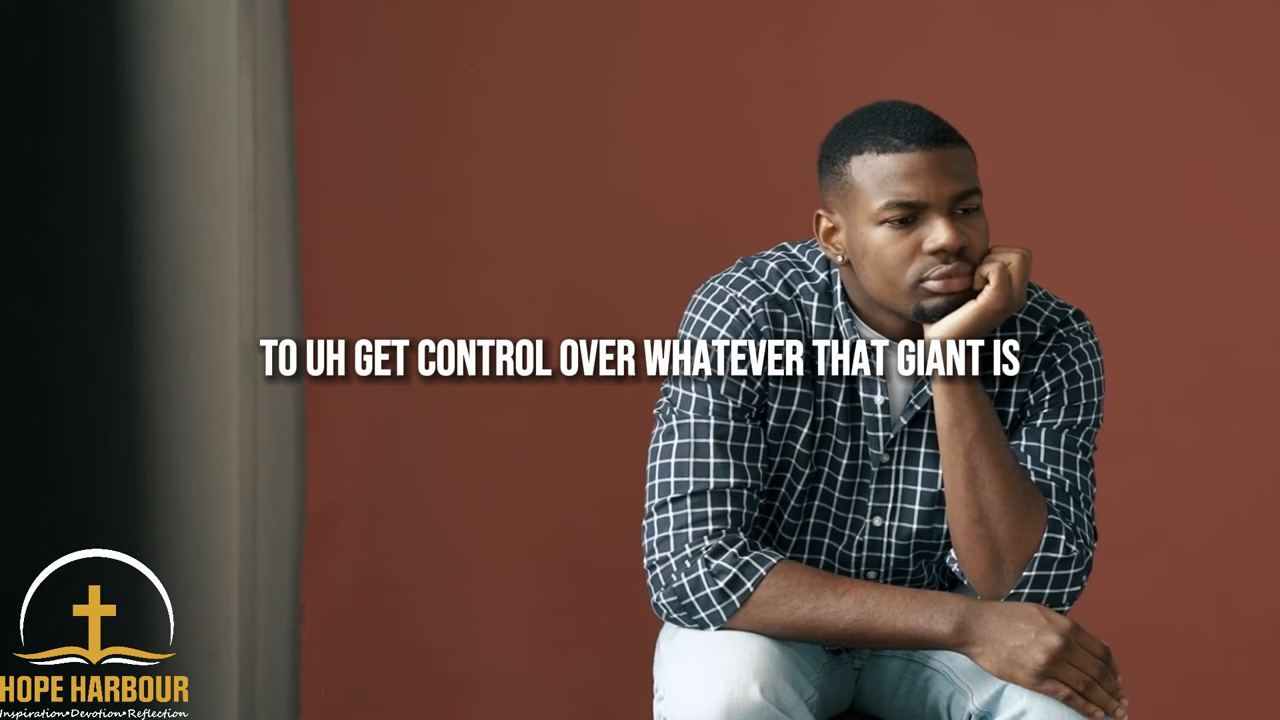 TO UH GET CONTROL OVER WHATEVER THAT GIANT IS
HOPE HARBOUR
Inspiration•Devotion•Reflection